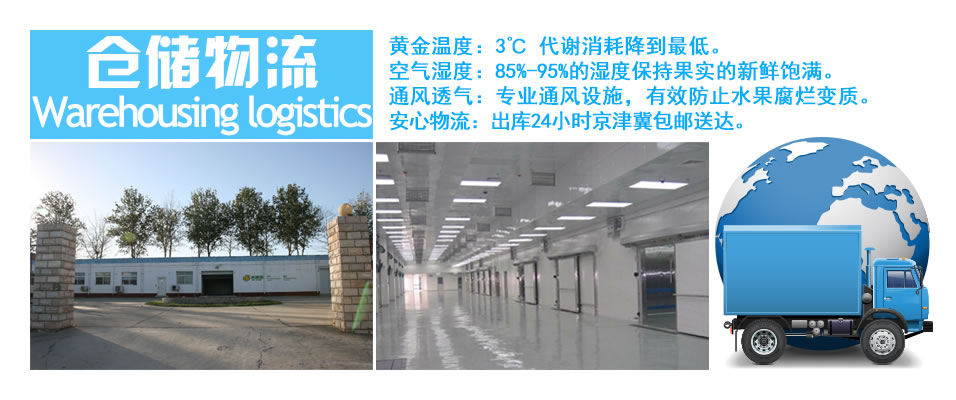 仓储物流
Warehousing logistics
黄金温度：3℃ 代谢消耗降到最低。
空气湿度：85%-95%的湿度保持果实的新鲜饱满。
通风透气：专业通风设施，有效防止水果腐烂变质。
安心物流：出库24小时京津冀包邮送达。